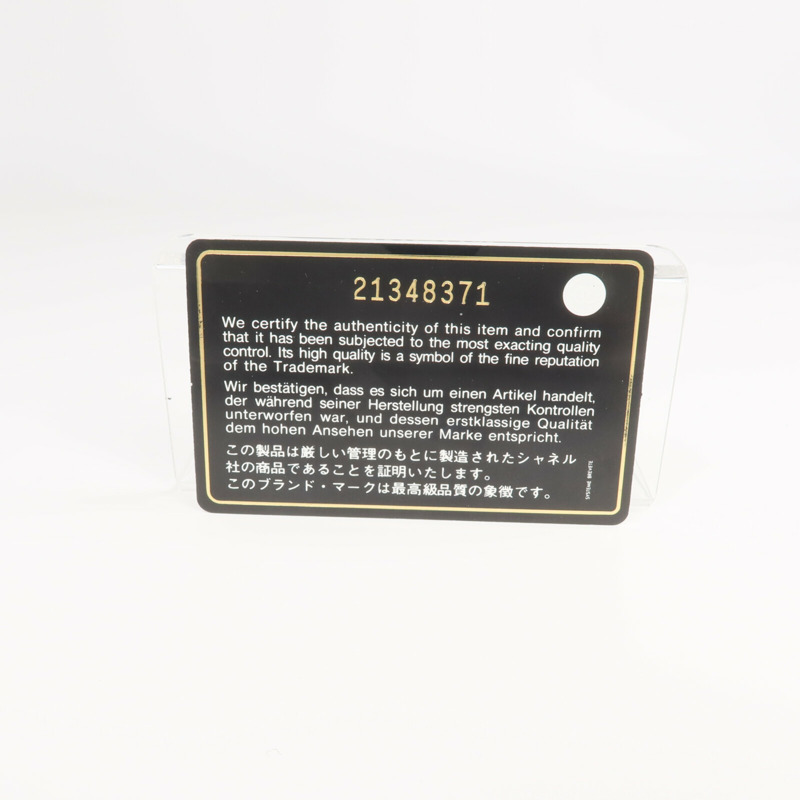 21348371
We certify the authenticity of this item and confirm
that it has been subjected to the most exacting quality
control. Its high quality is a symbol of the fine reputation
of the Trademark.
Wir bestätigen, dass es sich um einen Artikel handelt,
der während seiner Herstellung strengsten Kontrollen
unterworfen war, und dessen erstklassige Qualität
dem hohen Ansehen unserer Marke entspricht.
この製品は厳しい管理のもとに製造されたシャネル
社の商品であることを証明いたします。
このブランド・マークは最高級品質の象徴です。
SYSTEME BREVETE